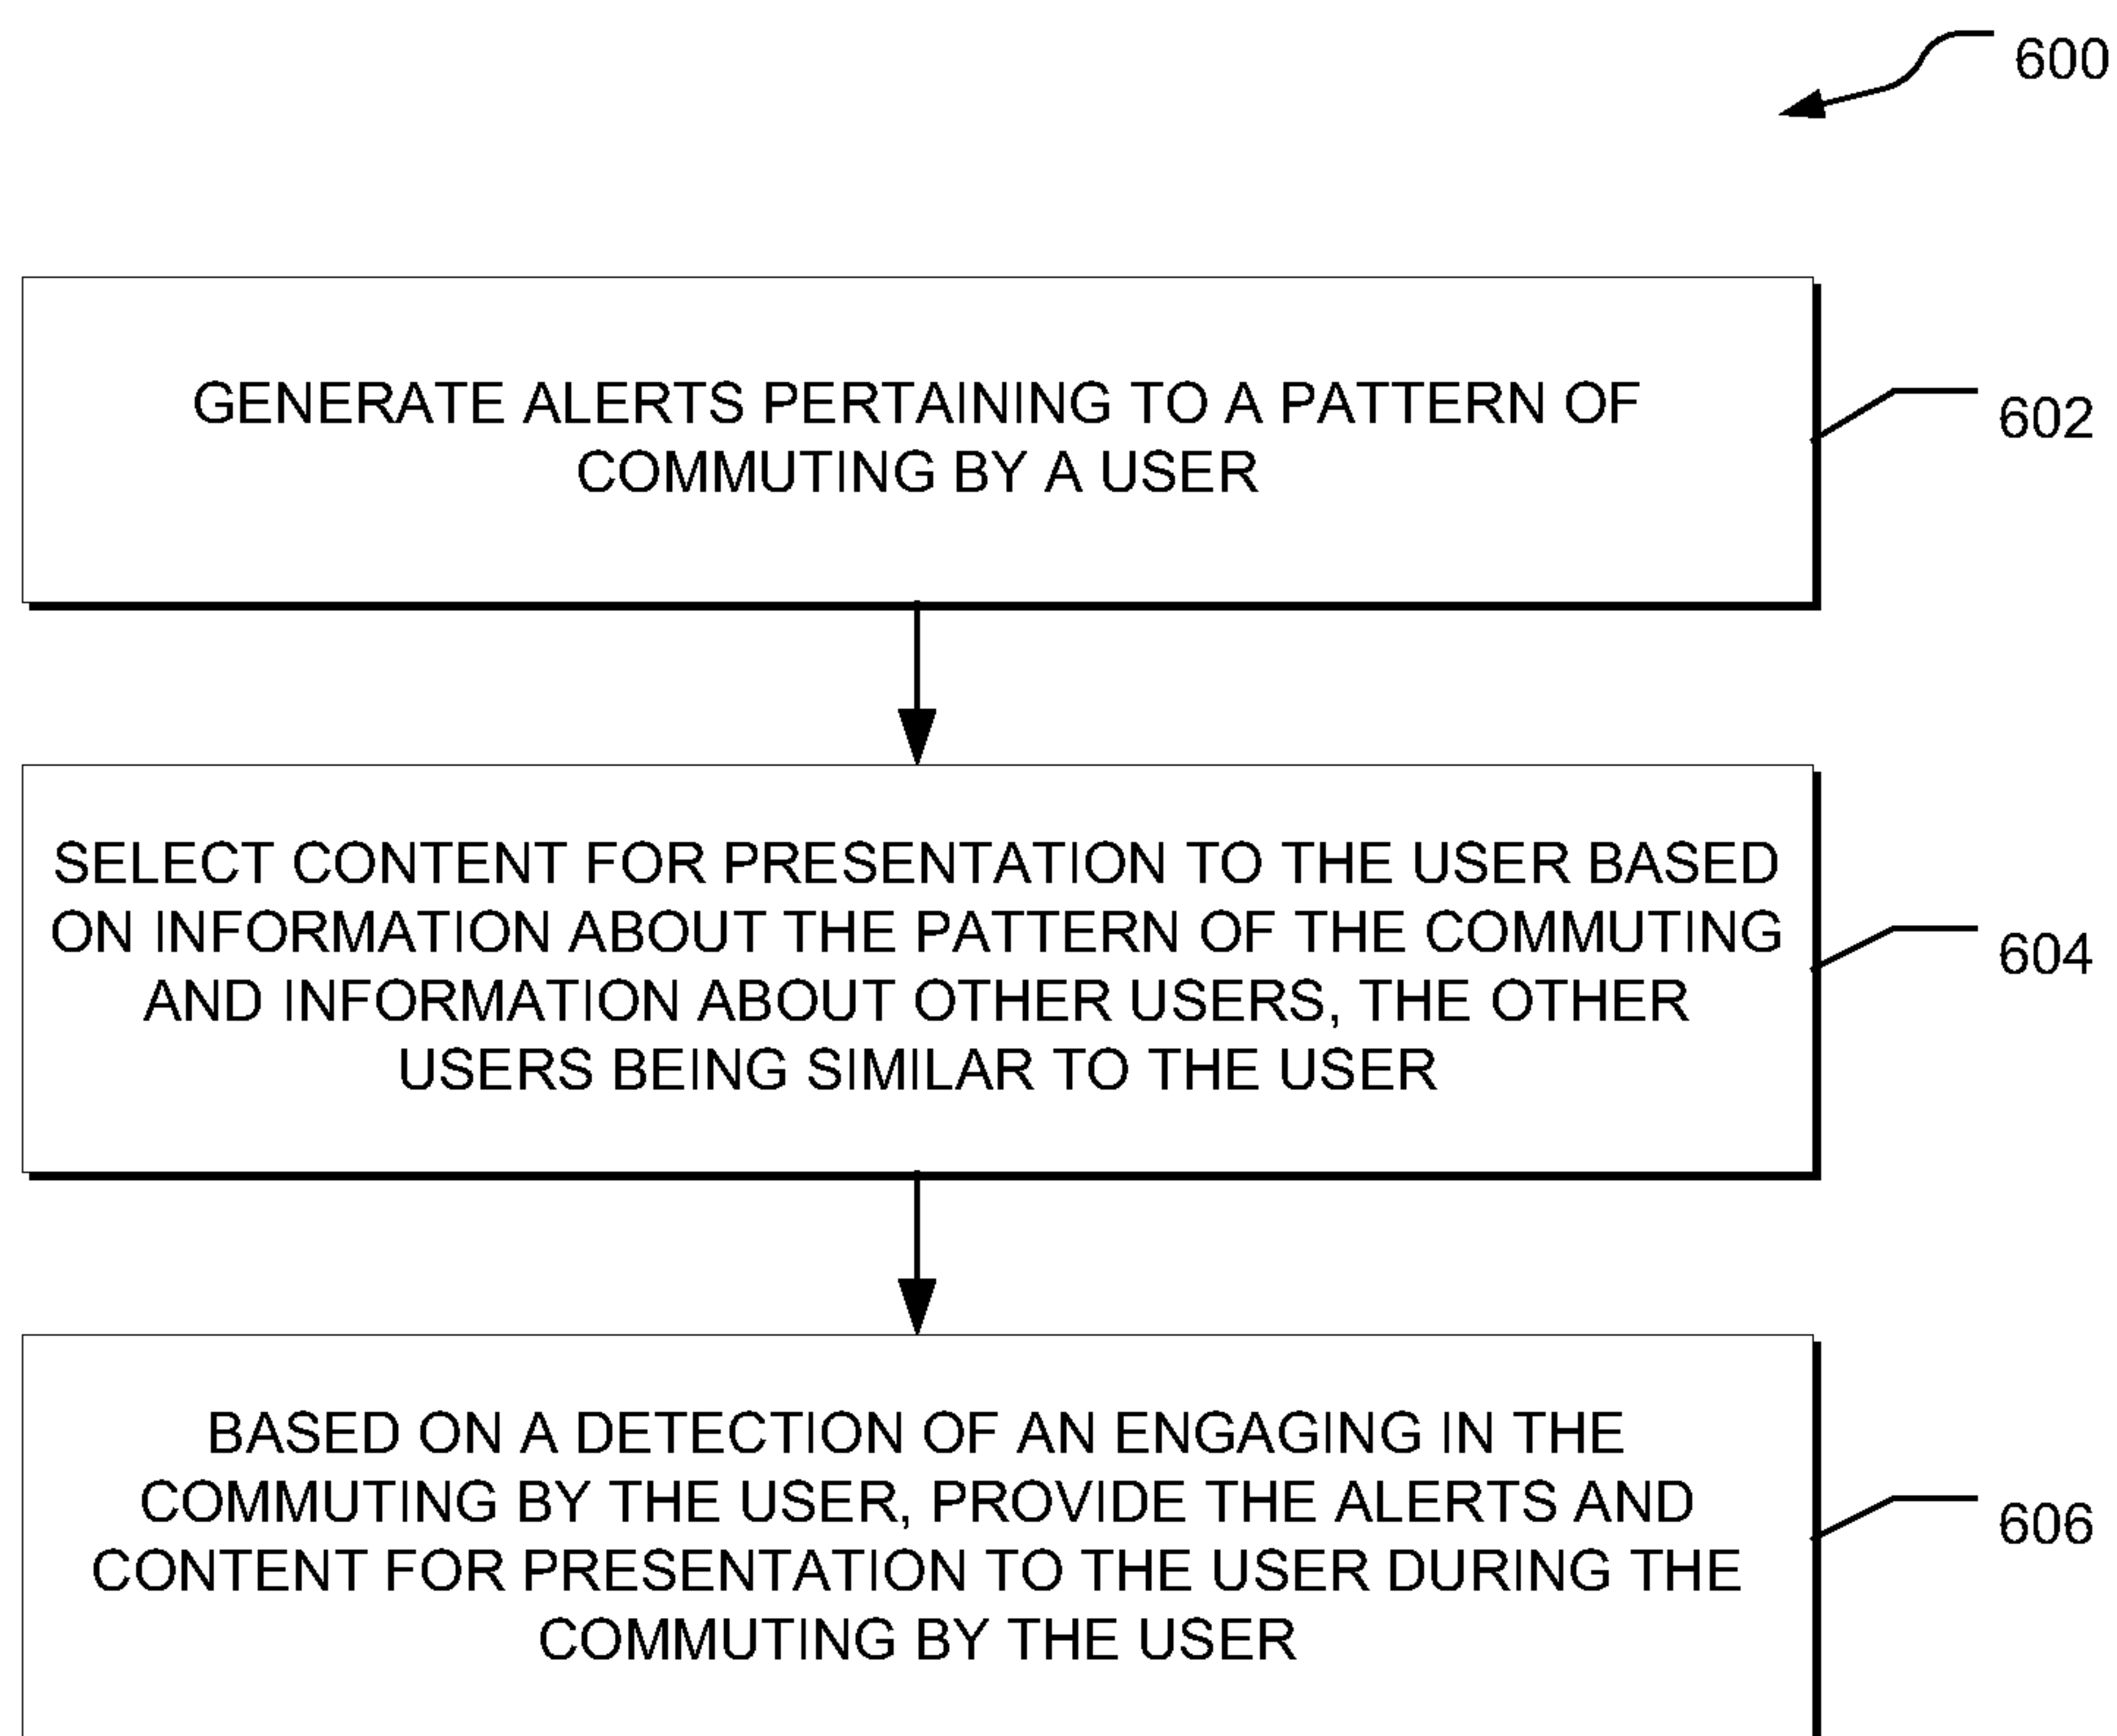 600
GENERATE ALERTS PERTAINING TO A PATTERN OF
COMMUTING BY A USER
602
SELECT CONTENT FOR PRESENTATION TO THE USER BASED
ON INFORMATION ABOUT THE PATTERN OF THE COMMUTING
AND INFORMATION ABOUT OTHER USERS, THE OTHER
USERS BEING SIMILAR TO THE USER
604
BASED ON A DETECTION OF AN ENGAGING IN THE
COMMUTING BY THE USER, PROVIDE THE ALERTS AND
CONTENT FOR PRESENTATION TO THE USER DURING THE
COMMUTING BY THE USER
606